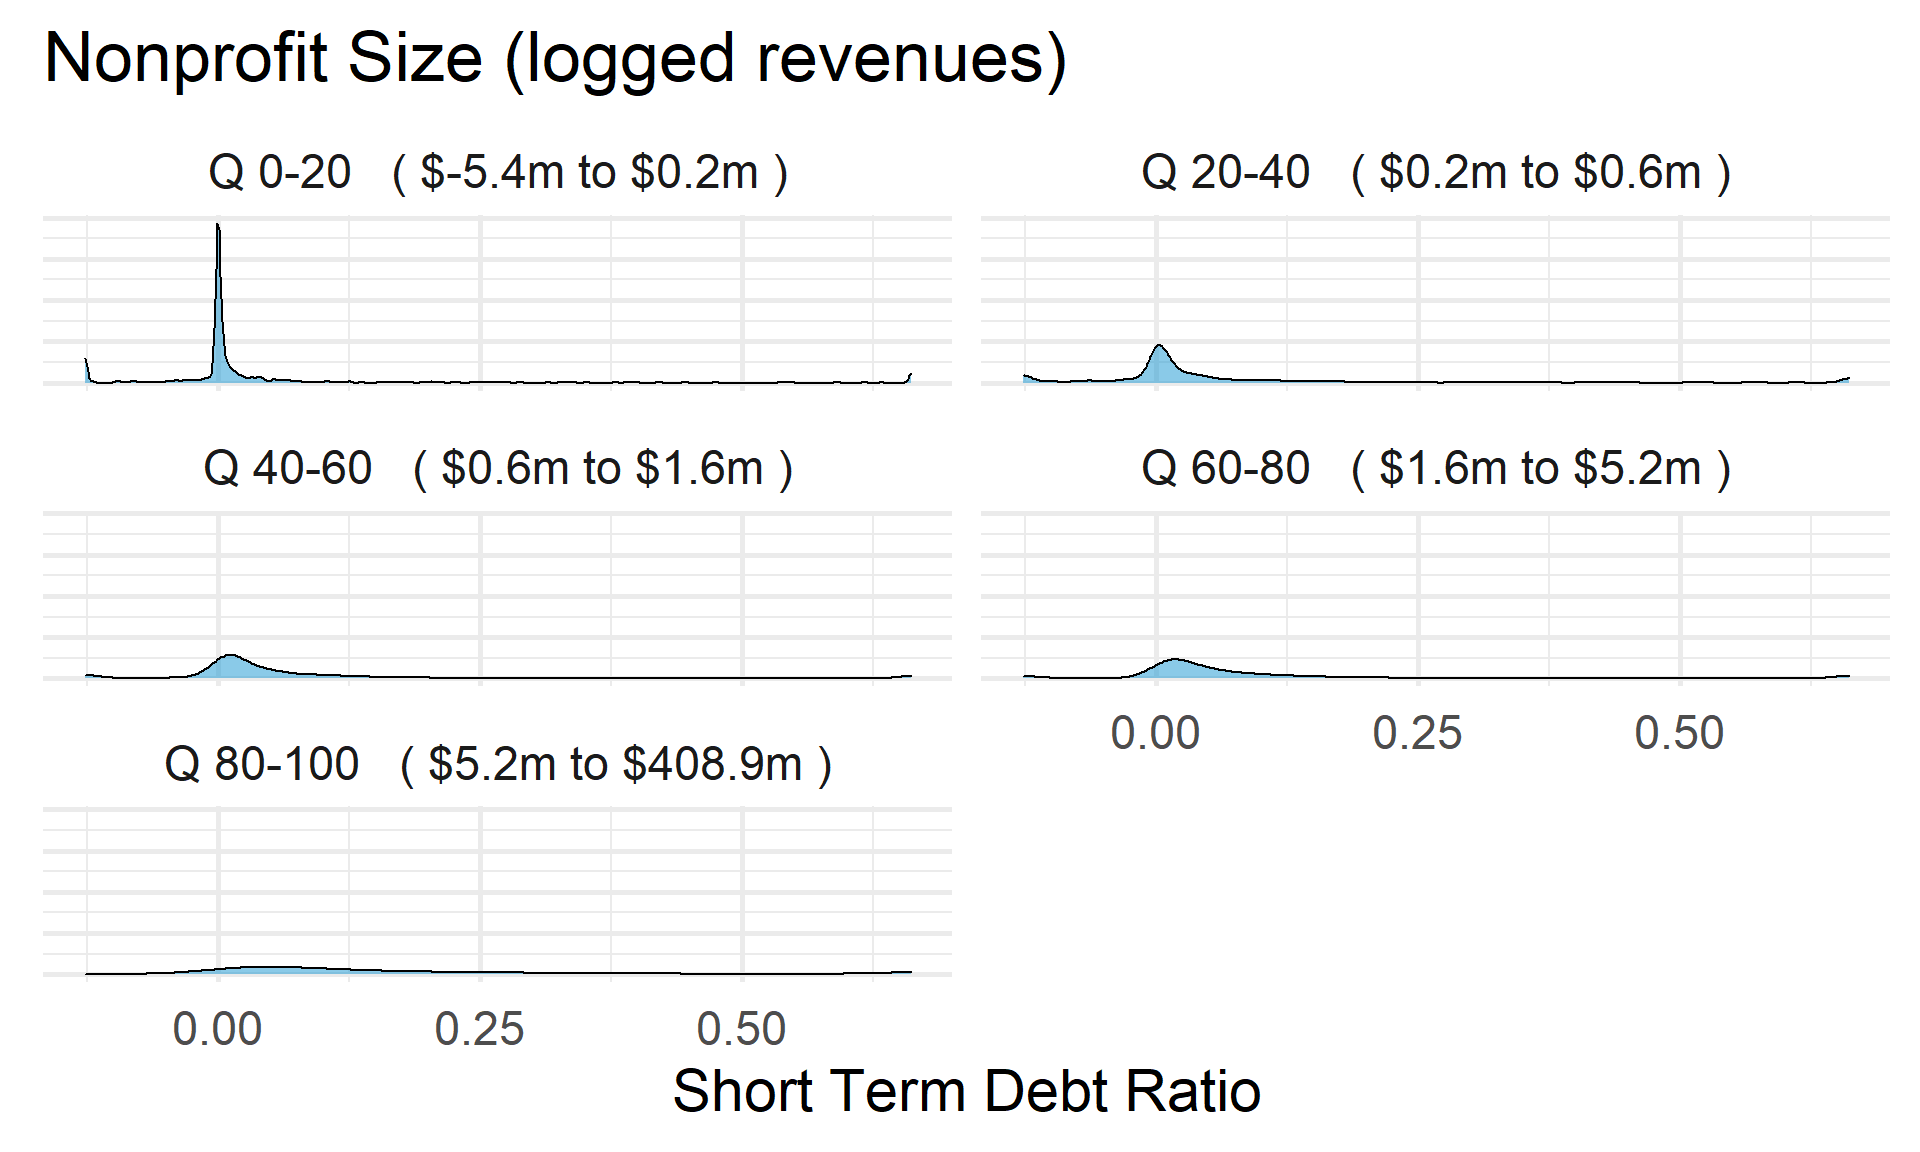 Nonprofit Size (logged revenues)
Q 0-20 ( $-5.4m to $0.2m )
Q 20-40 ( $0.2m to $0.6m )
Q 40-60 ( $0.6m to $1.6m )
Q 60-80 ( $1.6m to $5.2m )
0.00 0.25 0.50
Q 80-100 ( $5.2m to $408.9m )
0.00 0.25 0.50
Short Term Debt Ratio